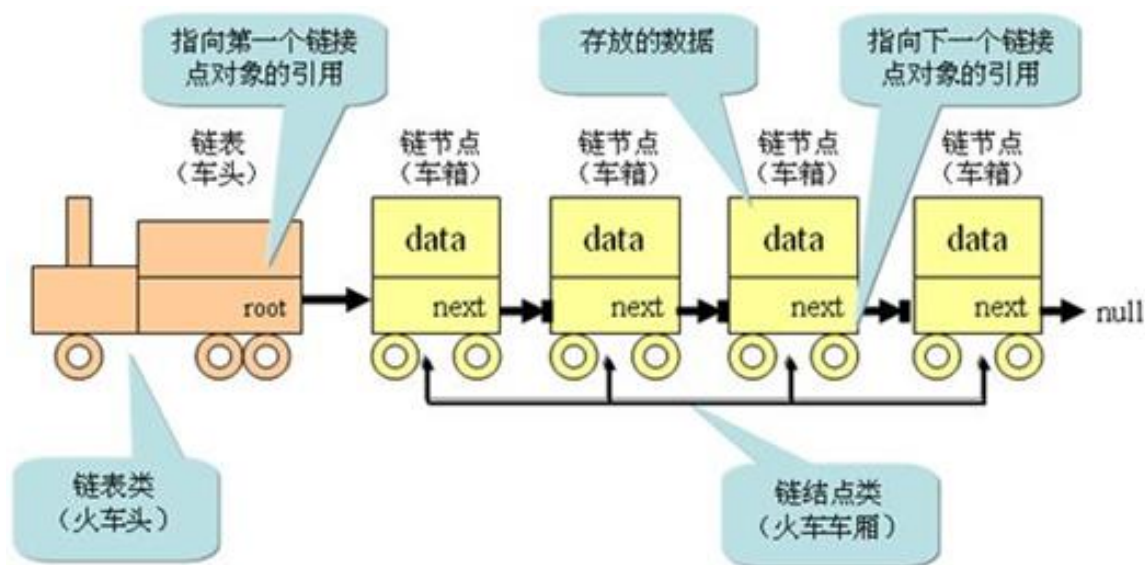 指向第一个链接
点对象的引用
存放的数据
指向下一个链接
点对象的引用
链表
（车头）
链节点
（车箱）
链节点
（车箱）
链节点
（车箱）
链节点
（车箱）
data
data
data
data
root
next
next
next
next
null
链表类
（火车头）
链结点类
（火车车厢）